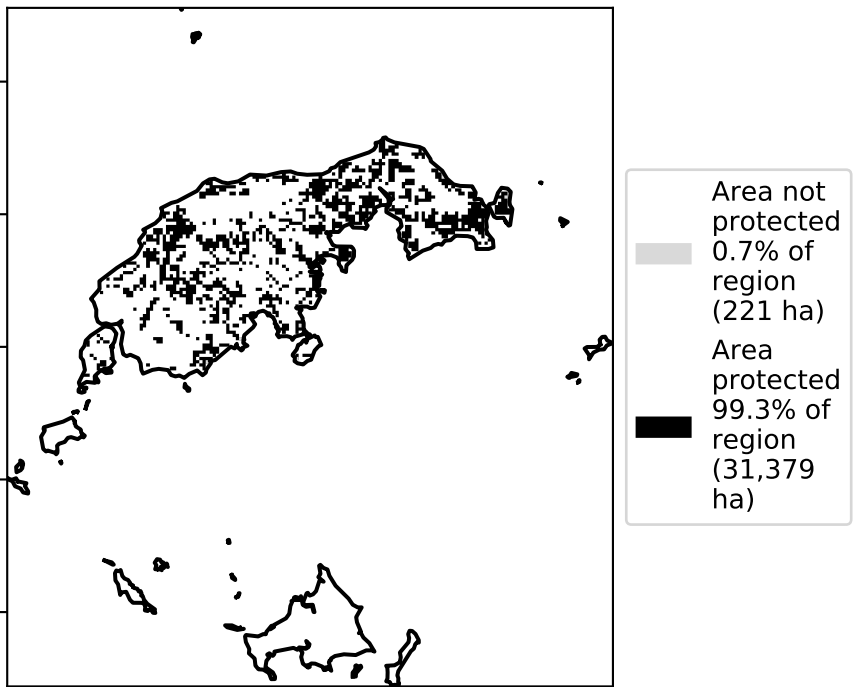 Area not
protected
0.7% of
region
(221 ha)
Area
protected
99.3% of
region
(31,379
ha)